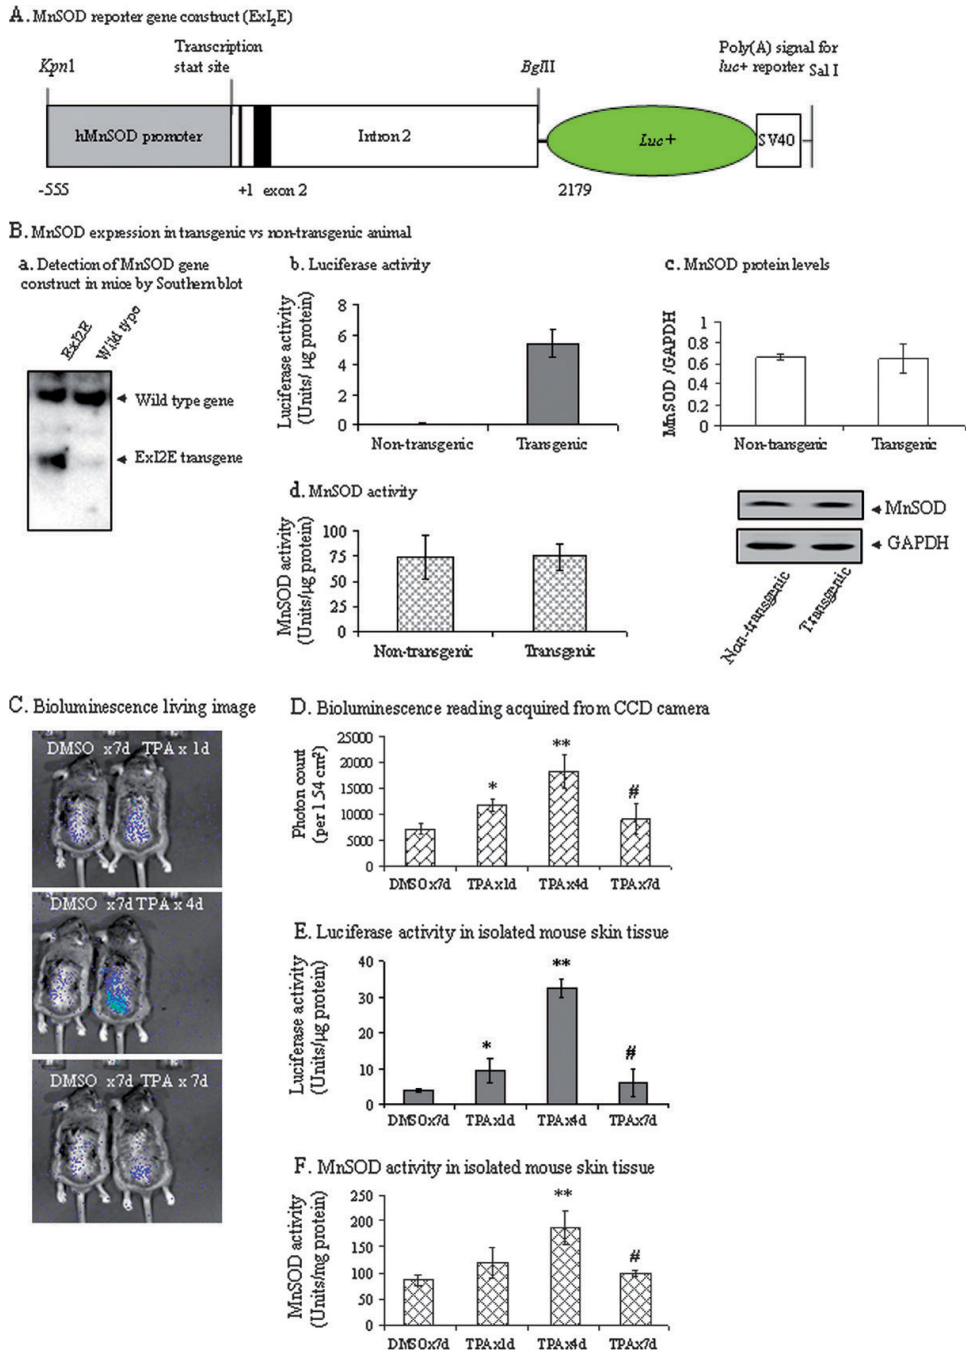 A. MnSOD reporter gene construct (ExI2E)
Transcription start site
Kpn1
BglII
Poly(A) signal for luc+ reporter
Sal I
hMnSOD promoter
Intron 2
Luc+
SV40
-555
+1
exon 2
2179
B. MnSOD expression in transgenic vs non-transgenic animal
a. Detection of MnSOD gene
construct in mice by Southern blot
ExI2E
Wild type
Wild type gene
ExI2E transgene
b. Luciferase activity
Luciferase activity
(Units/ µg protein)
8
6
4
2
0
Non-transgenic
Transgenic
c. MnSOD protein levels
MnSOD /GAPDH
1
0.8
0.6
0.4
0.2
0
Non-transgenic
Transgenic
MnSOD
GAPDH
Non-transgenic
Transgenic
d. MnSOD activity
MnSOD activity
(Units/µg protein)
100
75
50
25
0
Non-transgenic
Transgenic
C. Bioluminescence living image
DMSO x7d TPA x 1d
DMSO x7d TPA x 4d
DMSO x7d TPA x 7d
D. Bioluminescence reading acquired from CCD camera
Photon count
(per 1.54 cm²)
25000
20000
15000
10000
5000
0
*
**
#
DMSOx7d
TPAx1d
TPAx4d
TPAx7d
E. Luciferase activity in isolated mouse skin tissue
Luciferase activity
(Units/µg protein)
40
30
20
10
0
*
**
#
DMSOx7d
TPAx1d
TPAx4d
TPAx7d
F. MnSOD activity in isolated mouse skin tissue
MnSOD activity
(Units/mg protein)
250
200
150
100
50
0
**
#
DMSOx7d
TPAx1d
TPAx4d
TPAx7d